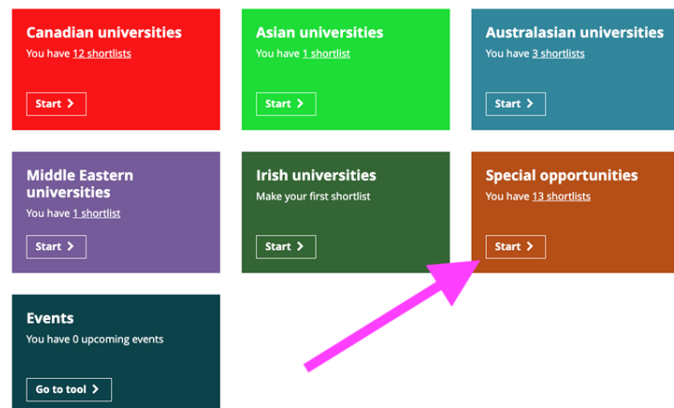 Canadian universities
You have 12 shortlists
Start >
Asian universities
You have 1 shortlist
Start >
Australasian universities
You have 3 shortlists
Start >
Middle Eastern
universities
You have 1 shortlist
Start >
Irish universities
Make your first shortlist
Start >
Special opportunities
You have 13 shortlists
Start >
Events
You have 0 upcoming events
Go to tool >